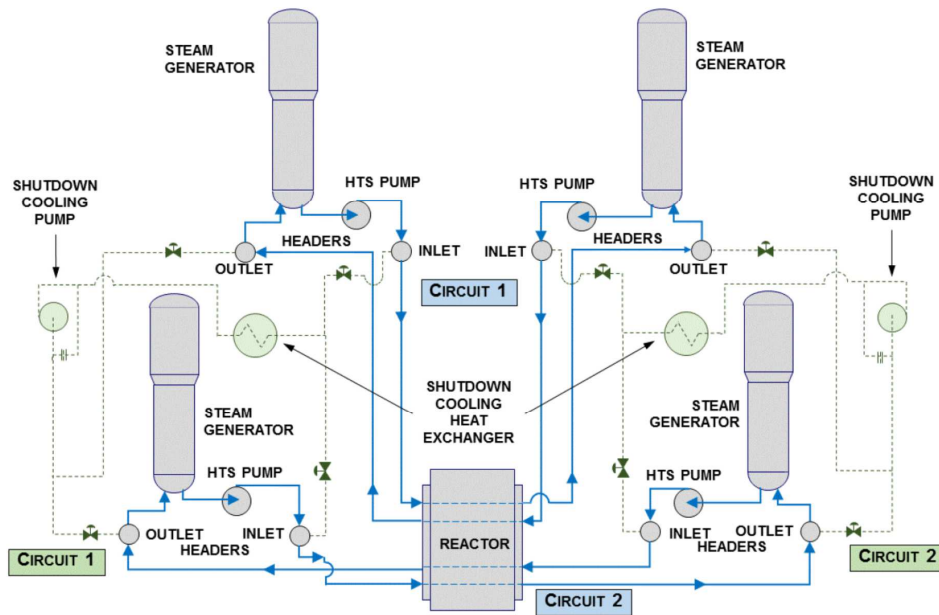 STEAM
GENERATOR
STEAM
GENERATOR
SHUTDOWN
COOLING
PUMP
HTS PUMP
HTS PUMP
SHUTDOWN
COOLING
PUMP
HEADERS
INLET
OUTLET
INLET
HEADERS
OUTLET
CIRCUIT 1
STEAM
GENERATOR
SHUTDOWN
COOLING
HEAT
EXCHANGER
STEAM
GENERATOR
HTS PUMP
HTS PUMP
OUTLET
INLET
HEADERS
REACTOR
INLET
OUTLET
HEADERS
CIRCUIT 1
CIRCUIT 2
CIRCUIT 2